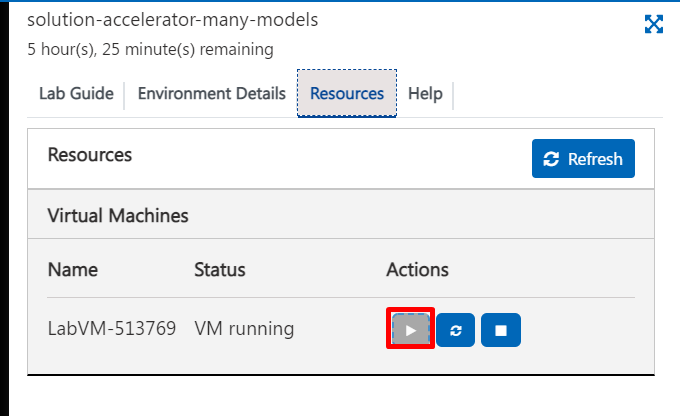 solution-accelerator-many-models
5 hour(s), 25 minute(s) remaining
Lab Guide Environment Details Resources Help
Resources Refresh
Virtual Machines
Name Status Actions
LabVM-513769 VM running